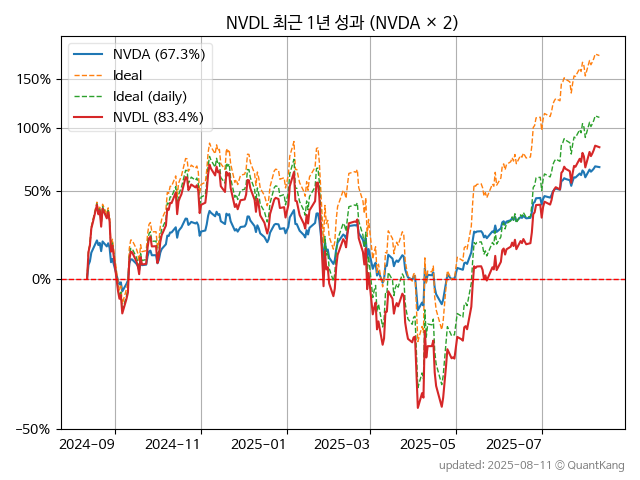 NVDL 최근 1년 성과 (NVDA × 2)
NVDA (67.3%)
Ideal
Ideal (daily)
NVDL (83.4%)
150%
100%
50%
0%
−50%
2024-09 2024-11 2025-01 2025-03 2025-05 2025-07
updated: 2025-08-11 © QuantKang